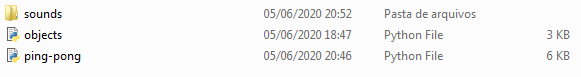 sounds 05/06/2020 20:52 Pasta de arquivos
objects 05/06/2020 18:47 Python File 3 KB
ping-pong 05/06/2020 20:46 Python File 6 KB